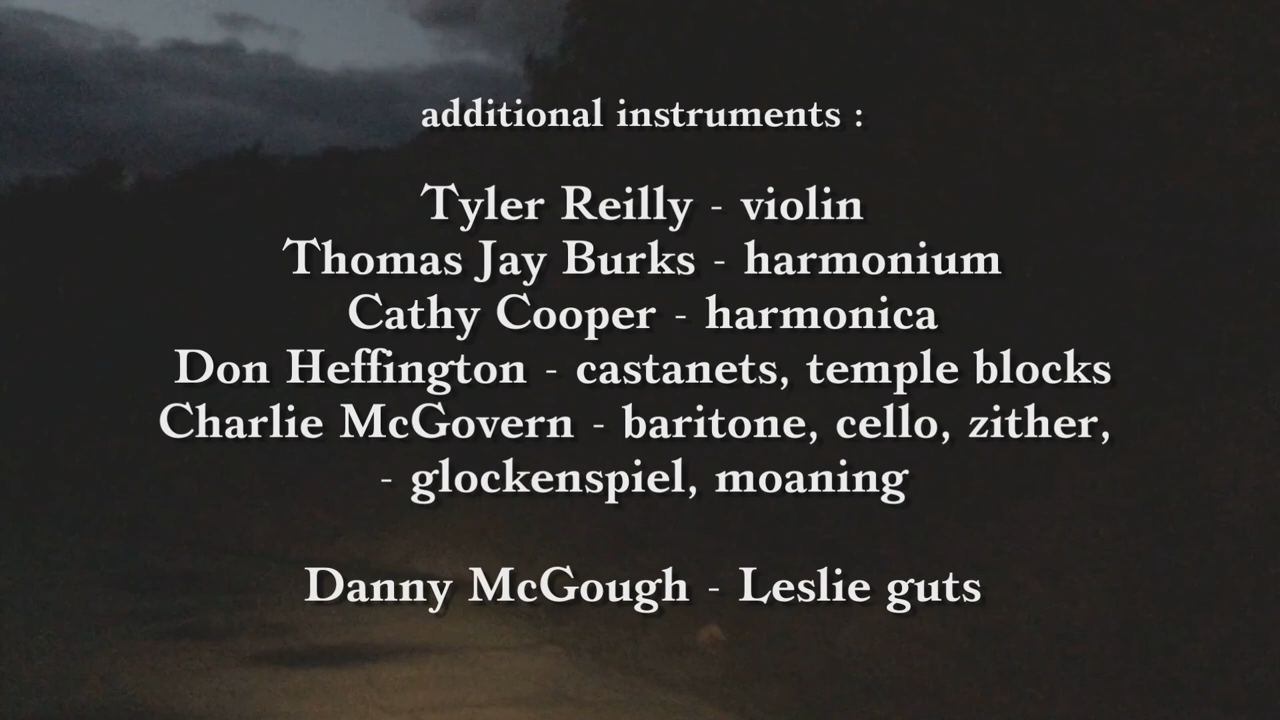 additional instruments :
Tyler Reilly - violin
Thomas Jay Burks - harmonium
Cathy Cooper - harmonica
Don Heffington - castanets, temple blocks
Charlie McGovern - baritone, cello, zither,
- glockenspiel, moaning
Danny McGough - Leslie guts